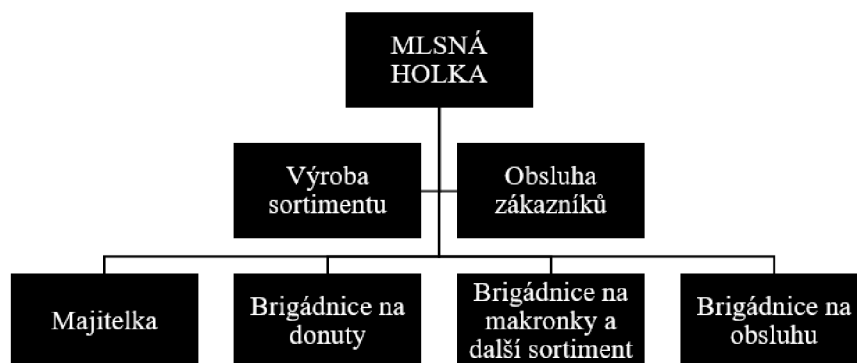 MLSNÁ
HOLKA
Výroba
sortimentu
Obsluha
zákazníků
Majitelka
Brigádnice na
donuty
Brigádnice na
makronky a
další sortiment
Brigádnice na
obsluhu